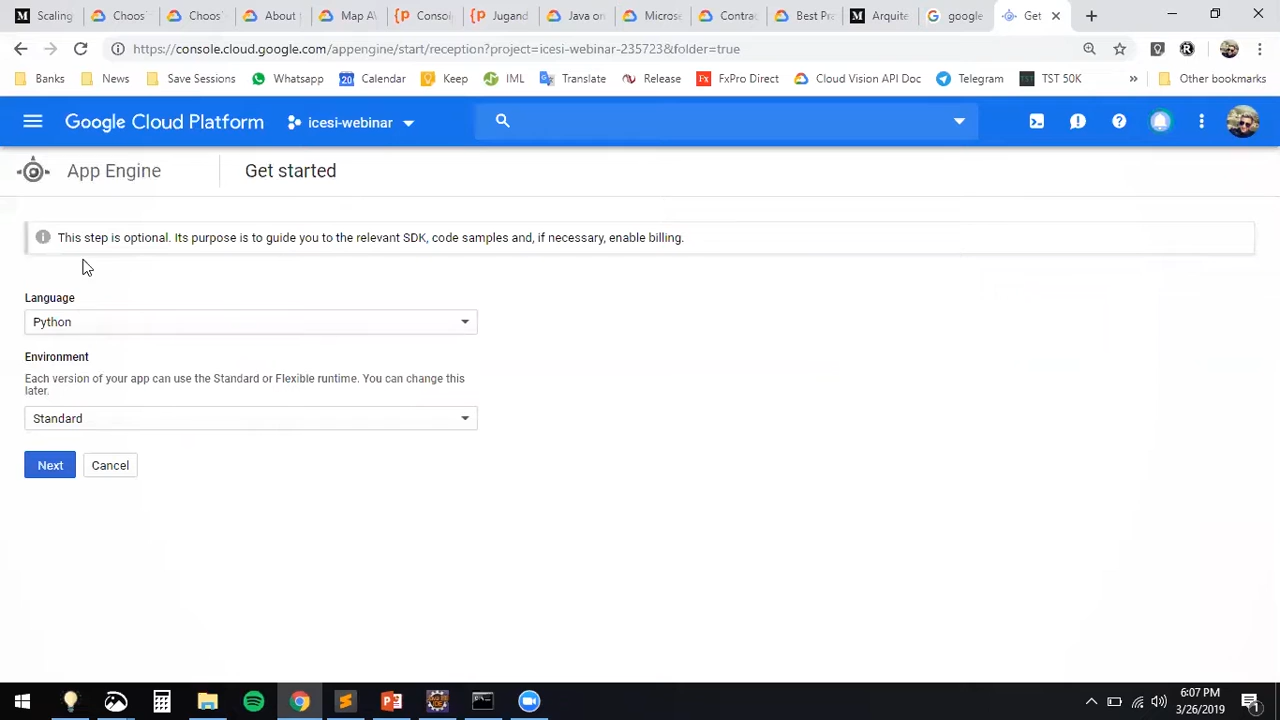 Scaling
Choos
Choos
About
Map A
Conso
Jugand
Java on
Micros
Contra
Best Pr
Arquite
google
Get
https://console.cloud.google.com/appengine/start/reception?project=icesi-webinar-235723&folder=true
Banks
News
Save Sessions
Whatsapp
20
Calendar
Keep
IML
Translate
Release
Fx
FxPro Direct
Cloud Vision API Doc
Telegram
TST
TST 50K
»
Other bookmarks
Google Cloud Platform
icesi-webinar
App Engine
Get started
This step is optional. Its purpose is to guide you to the relevant SDK, code samples and, if necessary, enable billing.
Language
Python
Environment
Each version of your app can use the Standard or Flexible runtime. You can change this
later.
Standard
Next
Cancel
6:07 PM
3/26/2019
1